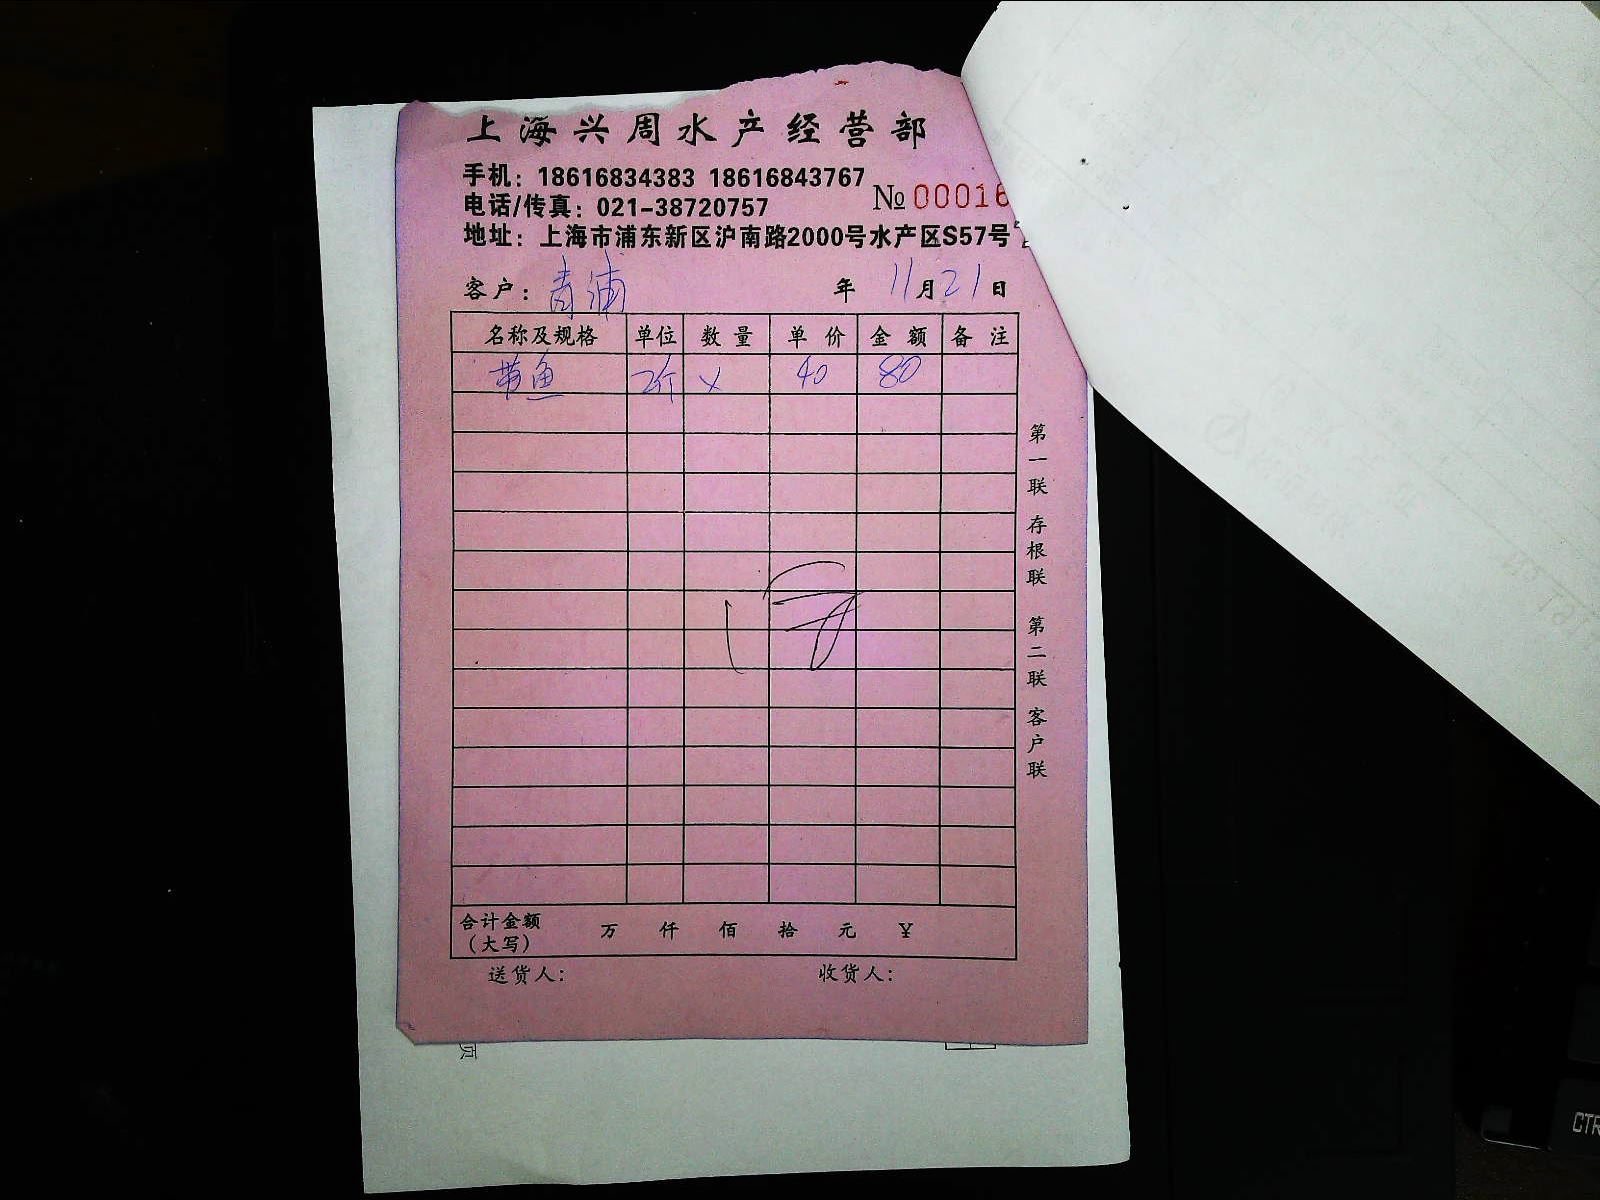 上海兴周水产经营部
手机：18616834383 18616843767
№ 00016
电话/传真：021-38720757
地址：上海市浦东新区沪南路2000号水产区S57号
客户：青浦 年 11月21日
名称及规格 单位 数量 单价 金额 备注
带鱼 2斤 × 40 80
第一联 存根联 第二联 客户联
合计金额（大写） 万 仟 佰 拾 元 ¥
送货人： 收货人：
页
CTR